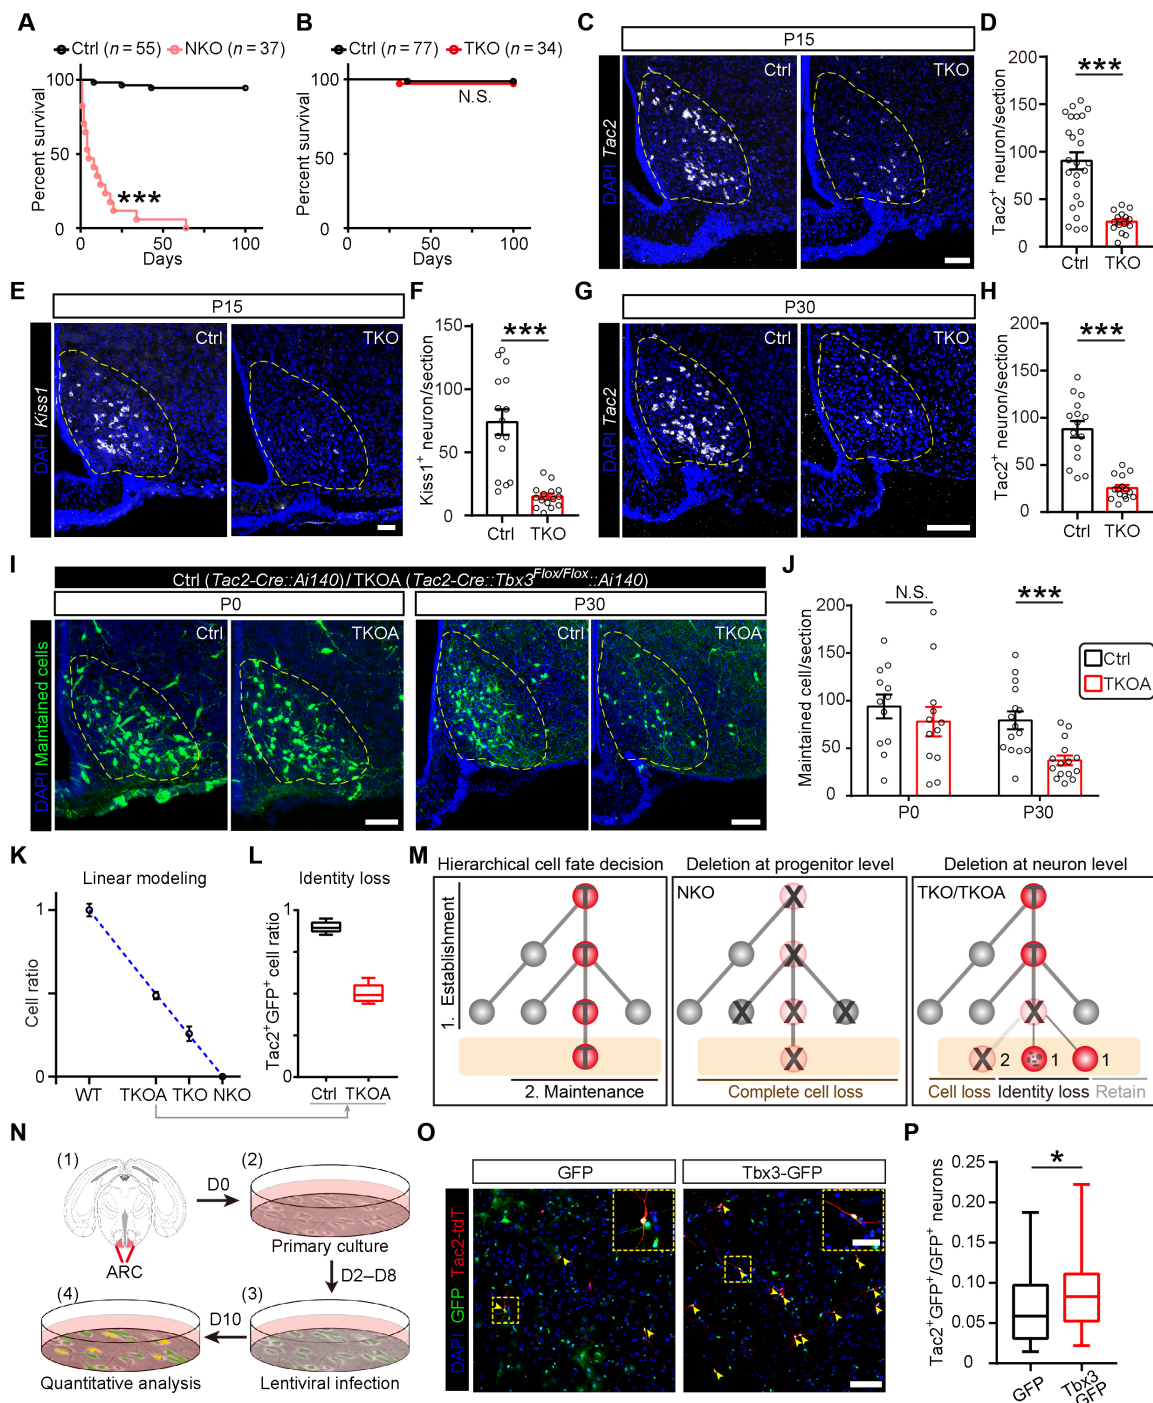 A
Ctrl (n = 55) NKO (n = 37)
Percent survival
100
50
0
0 50 100
Days
***
B
Ctrl (n = 77) TKO (n = 34)
Percent survival
100
50
0
0 50 100
Days
N.S.
C
P15
DAPI Tac2
Ctrl
TKO
D
Tac2+ neuron/section
200
150
100
50
0
***
Ctrl TKO
E
P15
DAPI Kiss1
Ctrl
TKO
F
Kiss1+ neuron/section
150
100
50
0
***
Ctrl TKO
G
P30
DAPI Tac2
Ctrl
TKO
H
Tac2+ neuron/section
200
150
100
50
0
***
Ctrl TKO
I
Ctrl (Tac2-Cre::Ai140)/TKOA (Tac2-Cre::Tbx3Flox/Flox::Ai140)
P0
P30
DAPI Maintained cells
Ctrl
TKOA
Ctrl
TKOA
J
Maintained cell/section
200
150
100
50
0
N.S.
***
Ctrl
TKOA
P0 P30
K
Linear modeling
Cell ratio
1
0
WT TKOA TKO NKO
L
Identity loss
Tac2+GFP+ cell ratio
1
0
Ctrl TKOA
M
Hierarchical cell fate decision
1. Establishment
T
T
T
T
2. Maintenance
Deletion at progenitor level
NKO
X
X
X X X
X
Complete cell loss
Deletion at neuron level
TKO/TKOA
T
T
X
X 2 1 1
Cell loss Identity loss Retain
N
(1)
ARC
D0
(2)
Primary culture
D2–D8
(3)
Lentiviral infection
D10
(4)
Quantitative analysis
O
GFP
Tbx3-GFP
DAPI GFP Tac2-tdT
P
Tac2+GFP+/GFP+ neurons
0.25
0.20
0.15
0.10
0.05
0
*
GFP
Tbx3
GFP